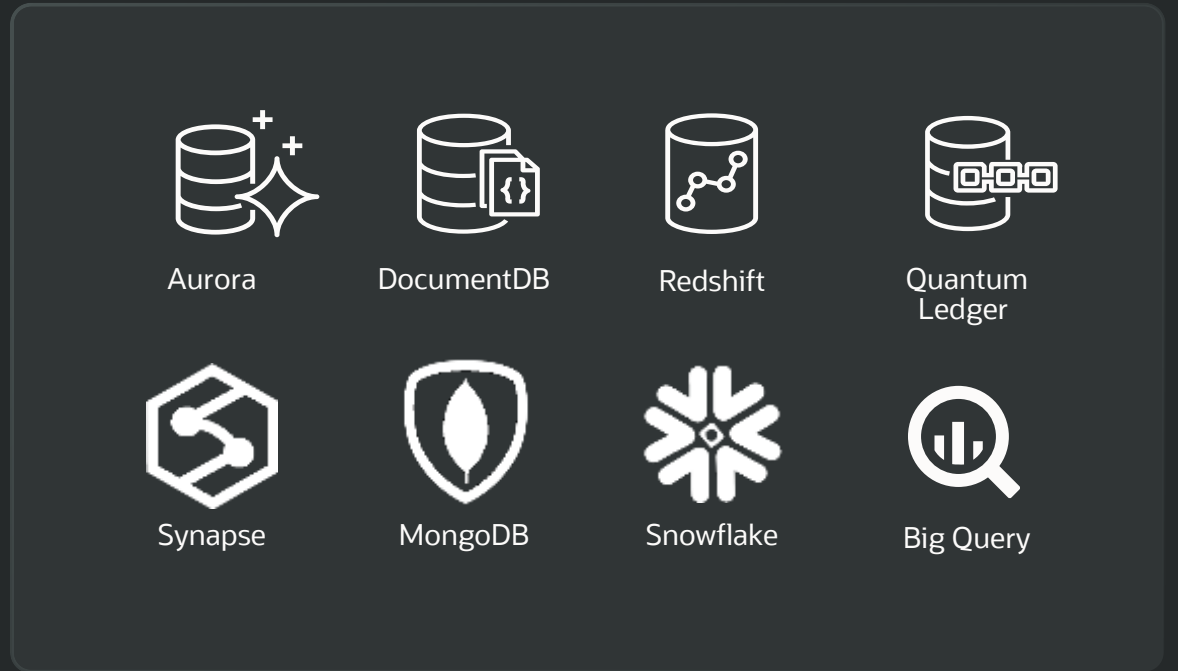 Aurora
DocumentDB
Redshift
Quantum
Ledger
Synapse
MongoDB
Snowflake
Big Query